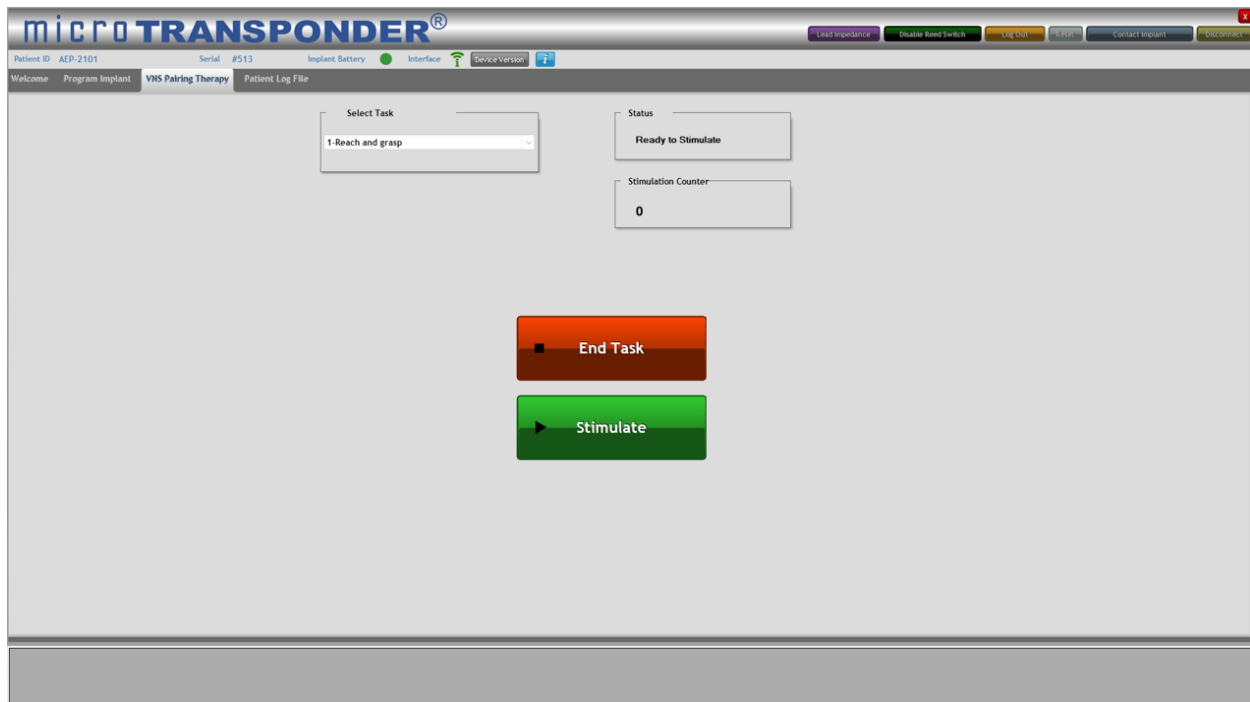 microTRANSPONDER®
X
Lead Impedance Disable Reed Switch Log Out Reset Contact Implant Disconnect
Patient ID AEP-2101 Serial #513 Implant Battery Interface Device Version i
Welcome Program Implant VNS Pairing Therapy Patient Log File
Select Task
1-Reach and grasp
Status
Ready to Stimulate
Stimulation Counter
0
End Task
Stimulate